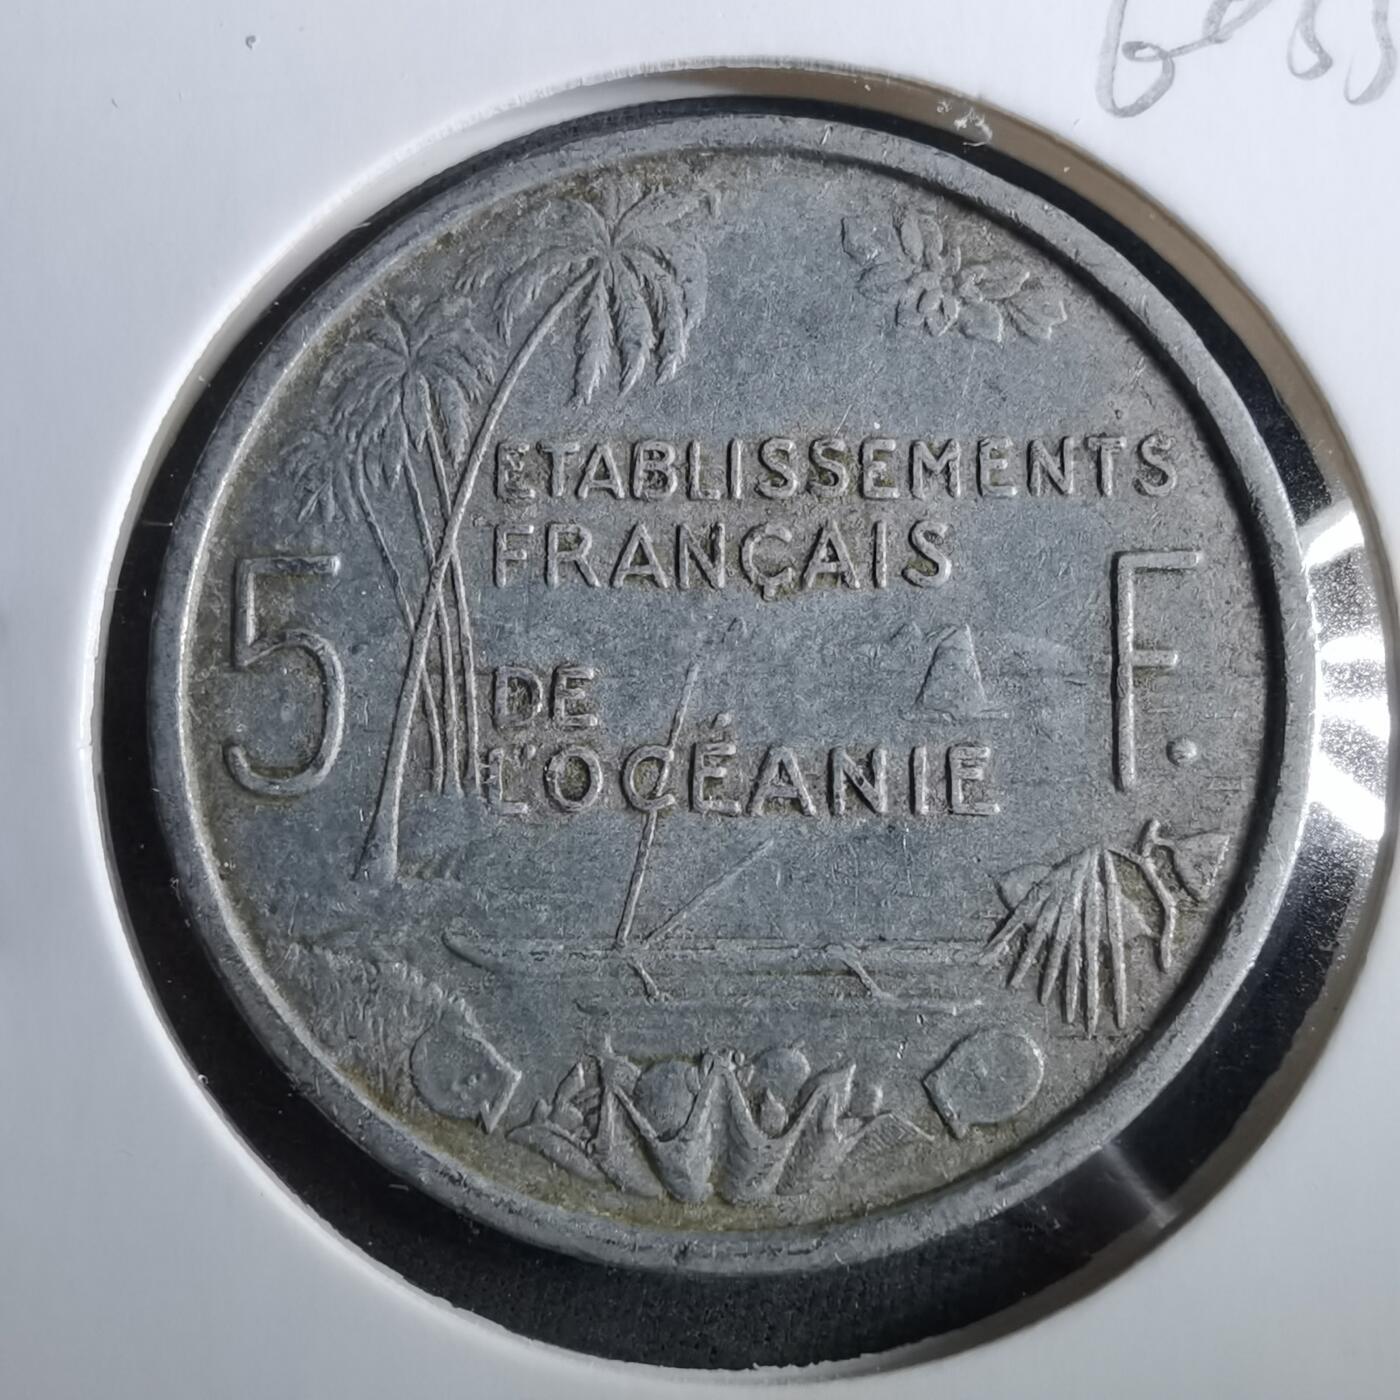 ETABLISSEMENTS
FRANÇAIS
5 F.
DE
L'OCÉANIE